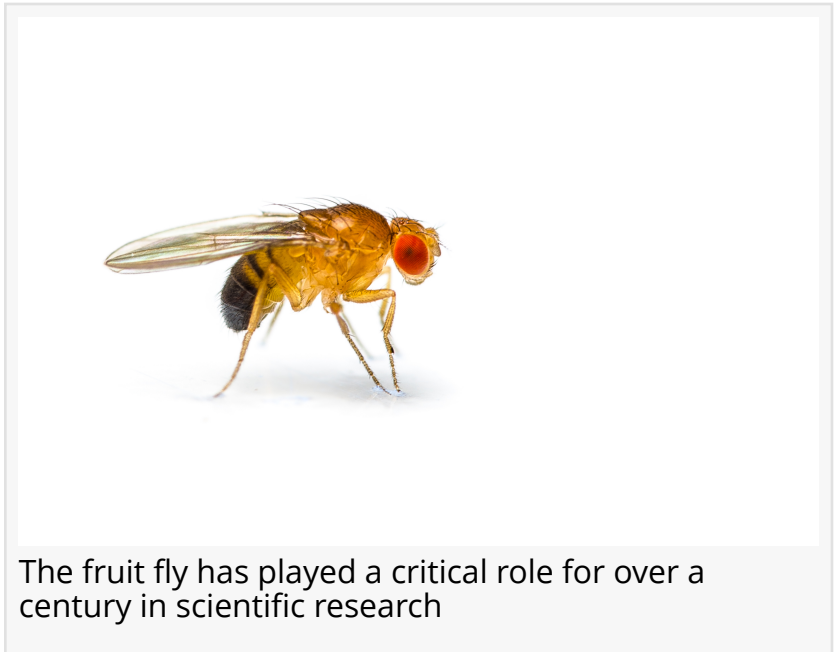 The fruit fly has played a critical role for over a
century in scientific research